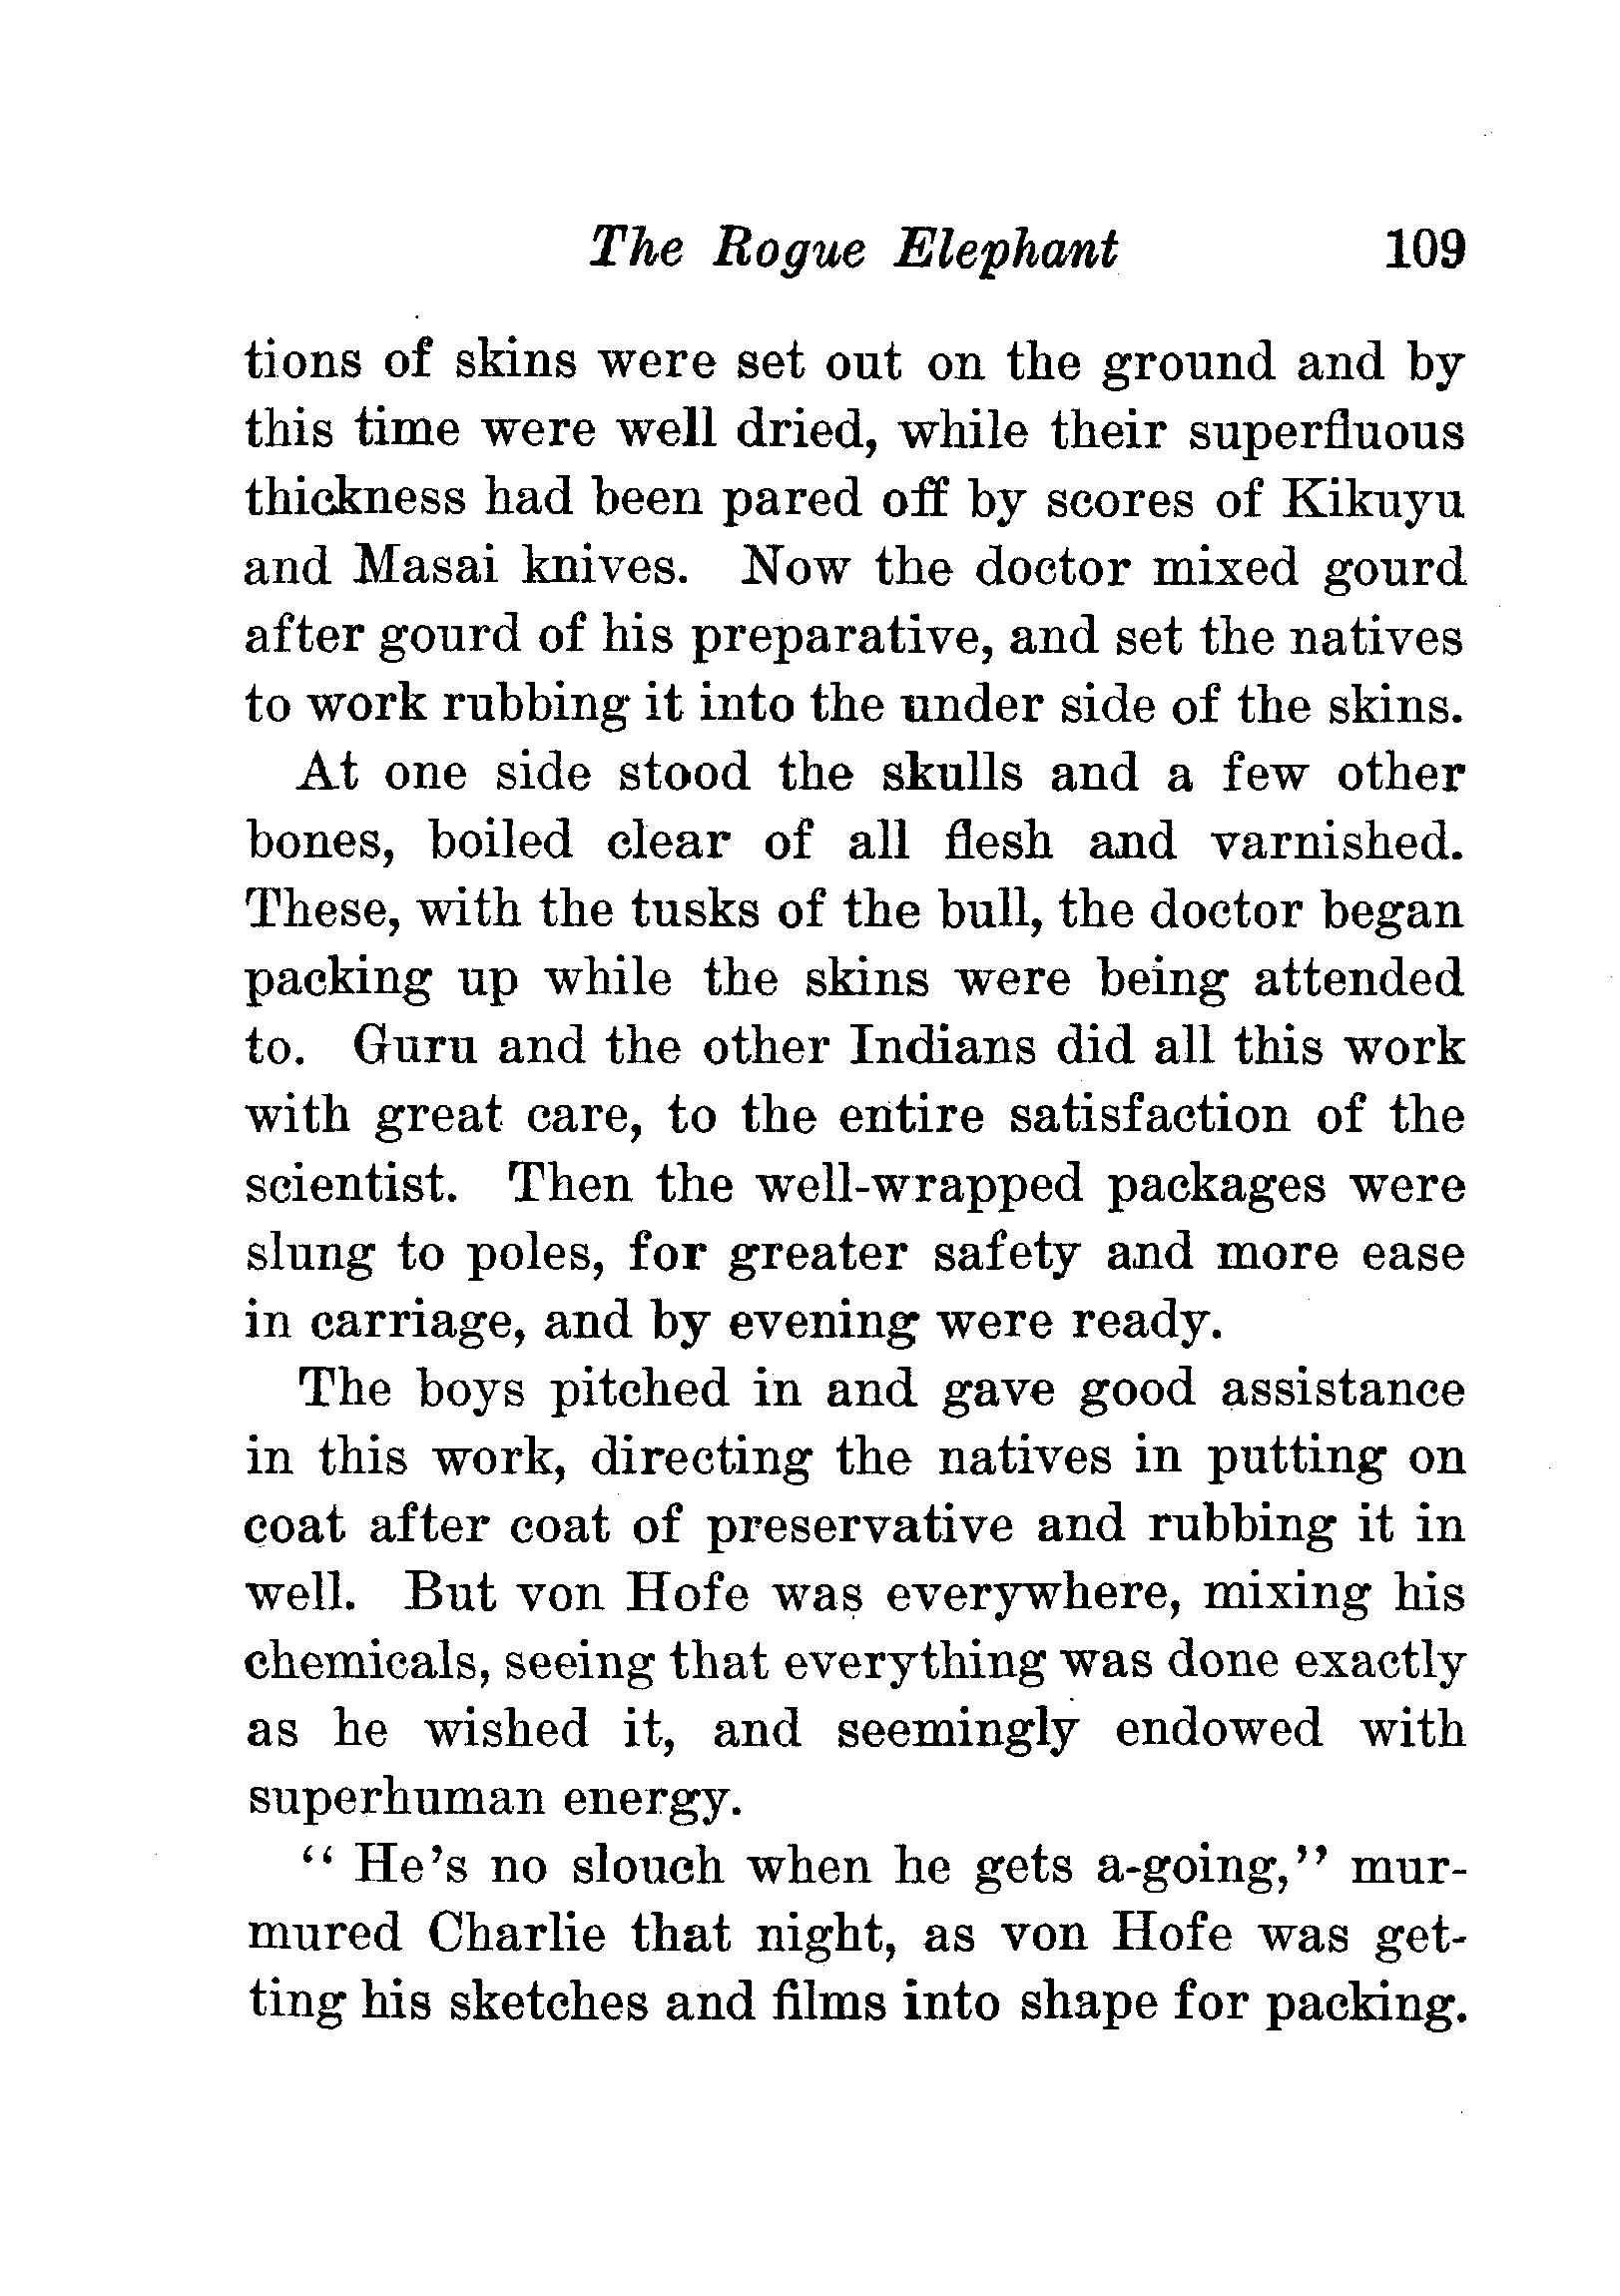 The Rogue Elephant 109
tions of skins were set out on the ground and by
this time were well dried, while their superfluous
thickness had been pared off by scores of Kikuyu
and Masai knives. Now the doctor mixed gourd
after gourd of his preparative, and set the natives
to work rubbing it into the under side of the skins.
At one side stood the skulls and a few other
bones, boiled clear of all flesh and varnished.
These, with the tusks of the bull, the doctor began
packing up while the skins were being attended
to. Guru and the other Indians did all this work
with great care, to the entire satisfaction of the
scientist. Then the well-wrapped packages were
slung to poles, for greater safety and more ease
in carriage, and by evening were ready.
The boys pitched in and gave good assistance
in this work, directing the natives in putting on
coat after coat of preservative and rubbing it in
well. But von Hofe was everywhere, mixing his
chemicals, seeing that everything was done exactly
as he wished it, and seemingly endowed with
superhuman energy.
“ He's no slouch when he gets a-going,” mur-
mured Charlie that night, as von Hofe was get-
ting his sketches and films into shape for packing.